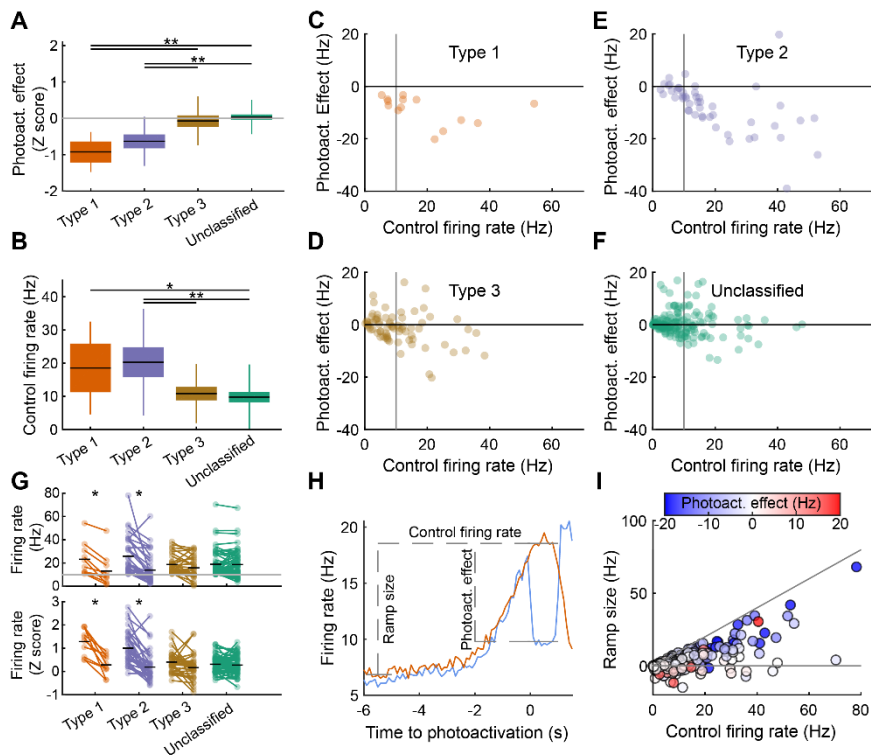 A
Photoact. effect
(Z score)
2
1
0
-1
-2
**
**
Type 1
Type 2
Type 3
Unclassified
B
Control firing rate (Hz)
50
40
30
20
10
0
*
**
Type 1
Type 2
Type 3
Unclassified
C
Type 1
Photoact. Effect (Hz)
20
0
-20
-40
0 20 40 60
Control firing rate (Hz)
D
Type 3
Photoact. effect (Hz)
20
0
-20
-40
0 20 40 60
Control firing rate (Hz)
E
Type 2
Photoact. effect (Hz)
20
0
-20
-40
0 20 40 60
Control firing rate (Hz)
F
Unclassified
Photoact. effect (Hz)
20
0
-20
-40
0 20 40 60
Control firing rate (Hz)
G
Firing rate
(Hz)
80
60
40
20
0
* *
Firing rate
(Z score)
3
2
1
0
-1
* *
Type 1
Type 2
Type 3
Unclassified
H
Firing rate (Hz)
20
15
10
5
Control firing rate
Ramp size
Photoact. effect
-6 -4 -2 0
Time to photoactivation (s)
I
Photoact. effect (Hz)
-20 -10 0 10 20
Ramp size (Hz)
100
50
0
0 20 40 60 80
Control firing rate (Hz)